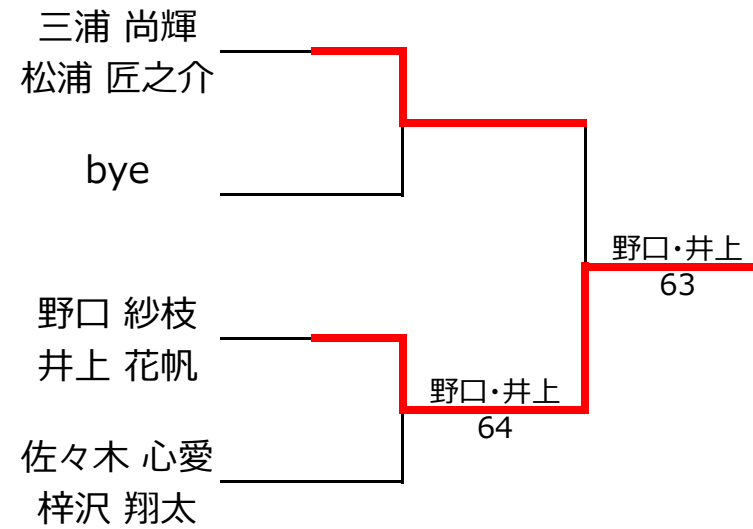 三浦 尚輝
松浦 匠之介
bye
野口・井上
63
野口 紗枝
井上 花帆
野口・井上
64
佐々木 心愛
梓沢 翔太